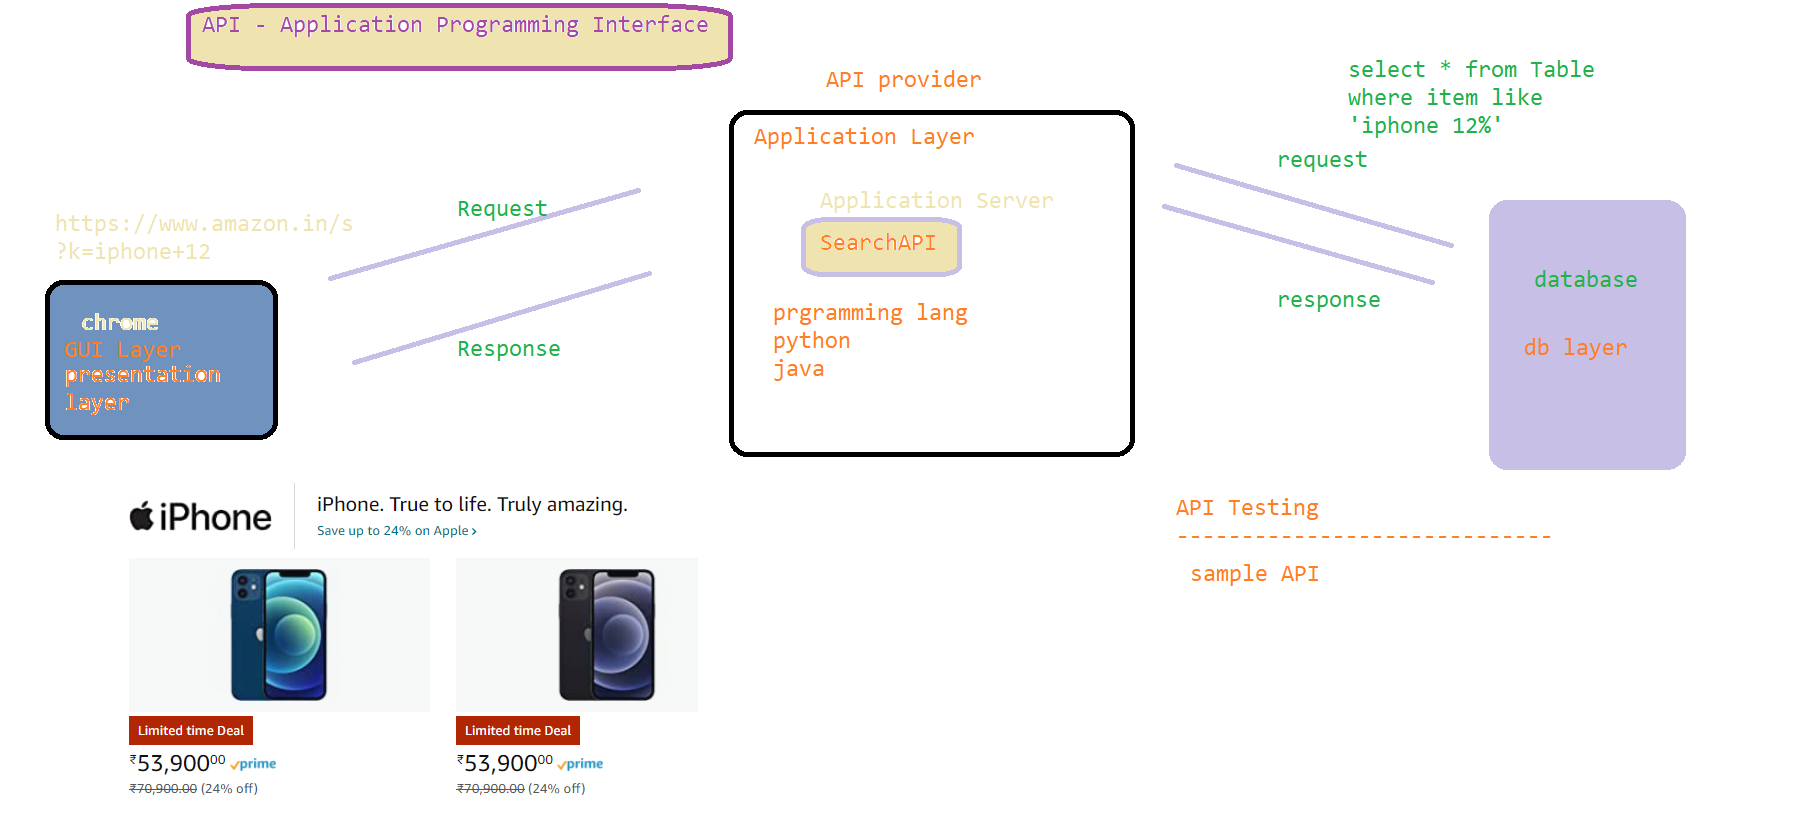 API - Application Programming Interface
API provider
select * from Table
where item like
'iphone 12%'
Application Layer
request
Application Server
Request
https://www.amazon.in/s
?k=iphone+12
SearchAPI
database
response
chrome
GUI Layer
presentation
layer
prgramming lang
python
java
Response
db layer
iPhone
iPhone. True to life. Truly amazing.
Save up to 24% on Apple ›
API Testing
-----------------------------
sample API
Limited time Deal
₹53,90000 prime
₹70,900.00 (24% off)
Limited time Deal
₹53,90000 prime
₹70,900.00 (24% off)